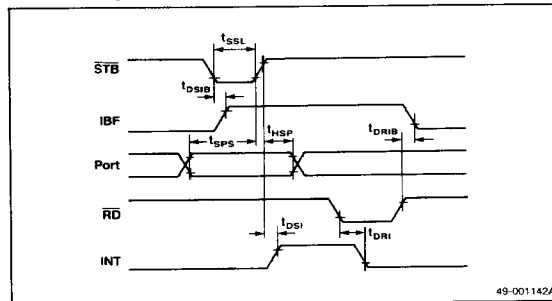 tSSL
STB
tDSIB
IBF
tDRIB
tSPS
tHSP
Port
RD
tDSI
tDRI
INT
49-001142A